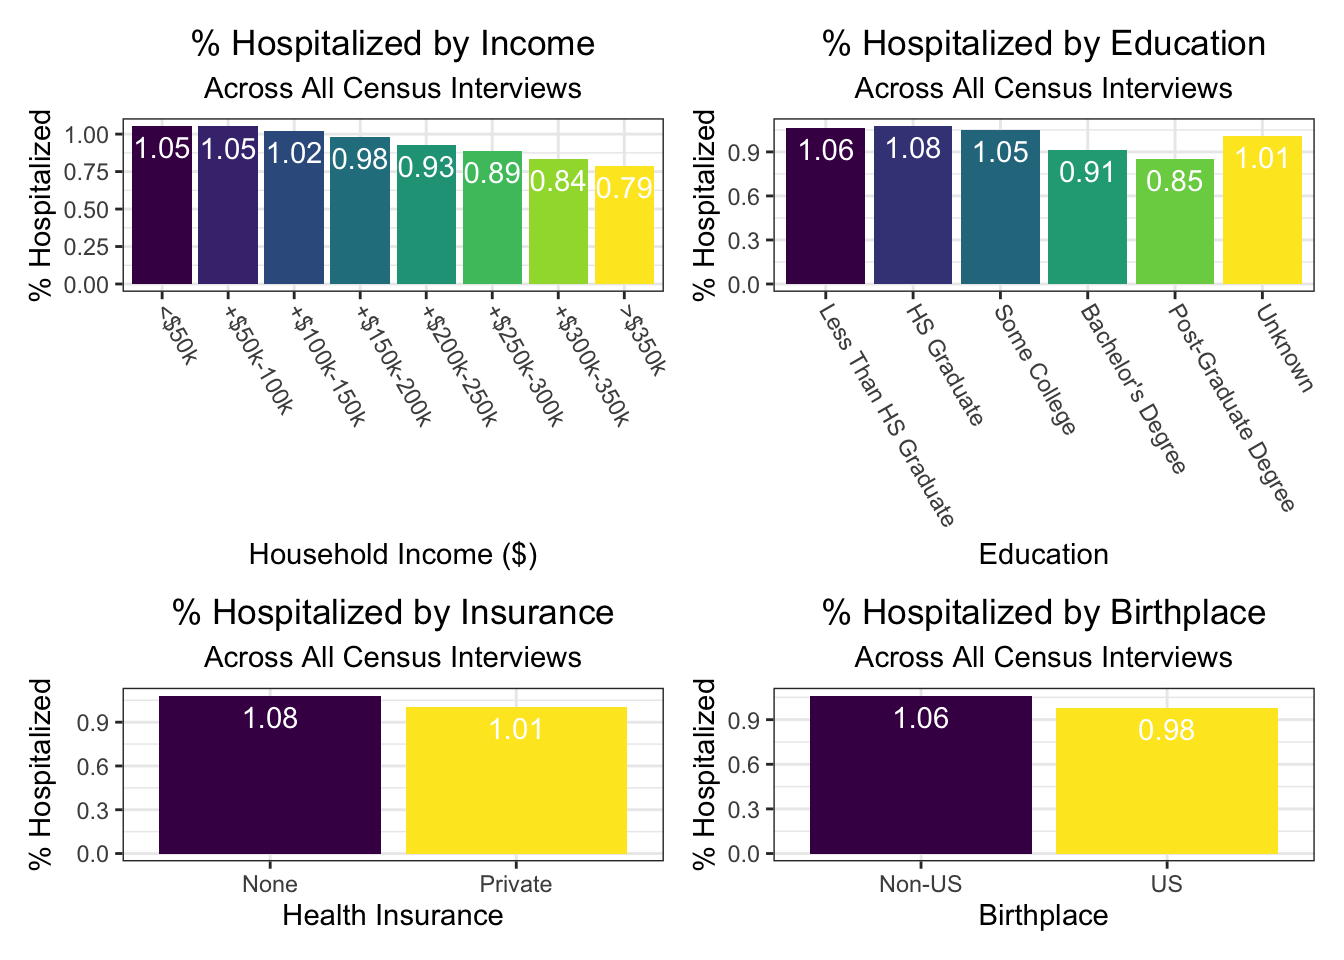 % Hospitalized by Income
Across All Census Interviews
% Hospitalized
1.00
0.75
0.50
0.25
0.00
1.05
1.05
1.02
0.98
0.93
0.89
0.84
0.79
<$50k
+$50k-100k
+$100k-150k
+$150k-200k
+$200k-250k
+$250k-300k
+$300k-350k
>$350k
Household Income ($)
% Hospitalized by Education
Across All Census Interviews
% Hospitalized
0.9
0.6
0.3
0.0
1.06
1.08
1.05
0.91
0.85
1.01
Less Than HS Graduate
HS Graduate
Some College
Bachelor's Degree
Post-Graduate Degree
Unknown
Education
% Hospitalized by Insurance
Across All Census Interviews
% Hospitalized
0.9
0.6
0.3
0.0
1.08
1.01
None
Private
Health Insurance
% Hospitalized by Birthplace
Across All Census Interviews
% Hospitalized
0.9
0.6
0.3
0.0
1.06
0.98
Non-US
US
Birthplace